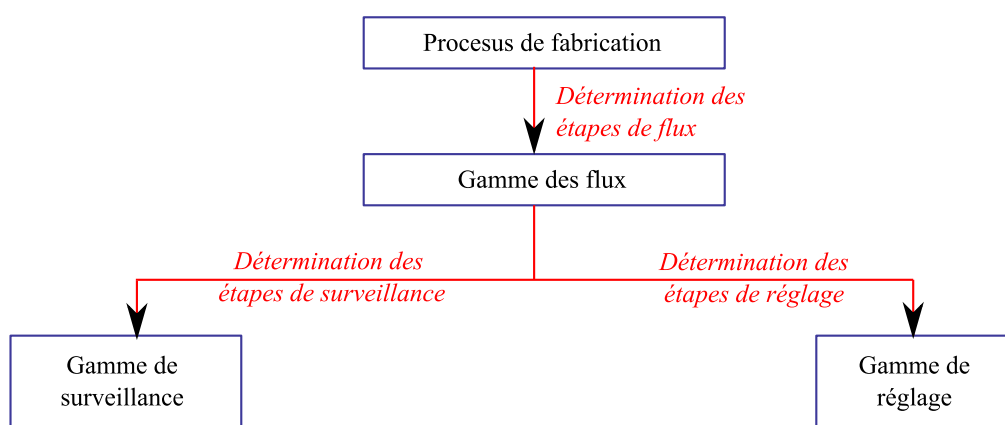 Procesus de fabrication
Détermination des
étapes de flux
Gamme des flux
Détermination des
étapes de surveillance
Détermination des
étapes de réglage
Gamme de
surveillance
Gamme de
réglage